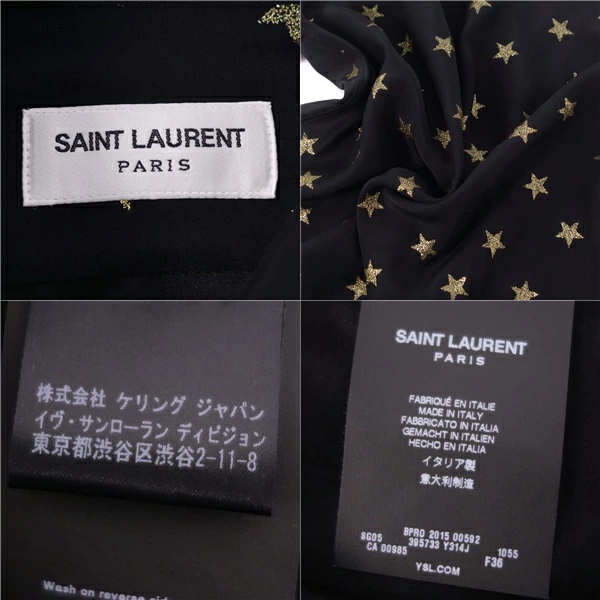 SAINT LAURENT
PARIS
株式会社 ケリング ジャパン
イヴ・サンローラン ディビジョン
東京都渋谷区渋谷2-11-8
Wash on reverse side
SAINT LAURENT
PARIS
FABRIQUÉ EN ITALIE
MADE IN ITALY
FABBRICATO IN ITALIA
GEMACHT IN ITALIEN
HECHO EN ITALIA
イタリア製
意大利制造
SG05 BPRO 2015 00592 1055
CA 00985 395733 Y314J F36
YSL.COM